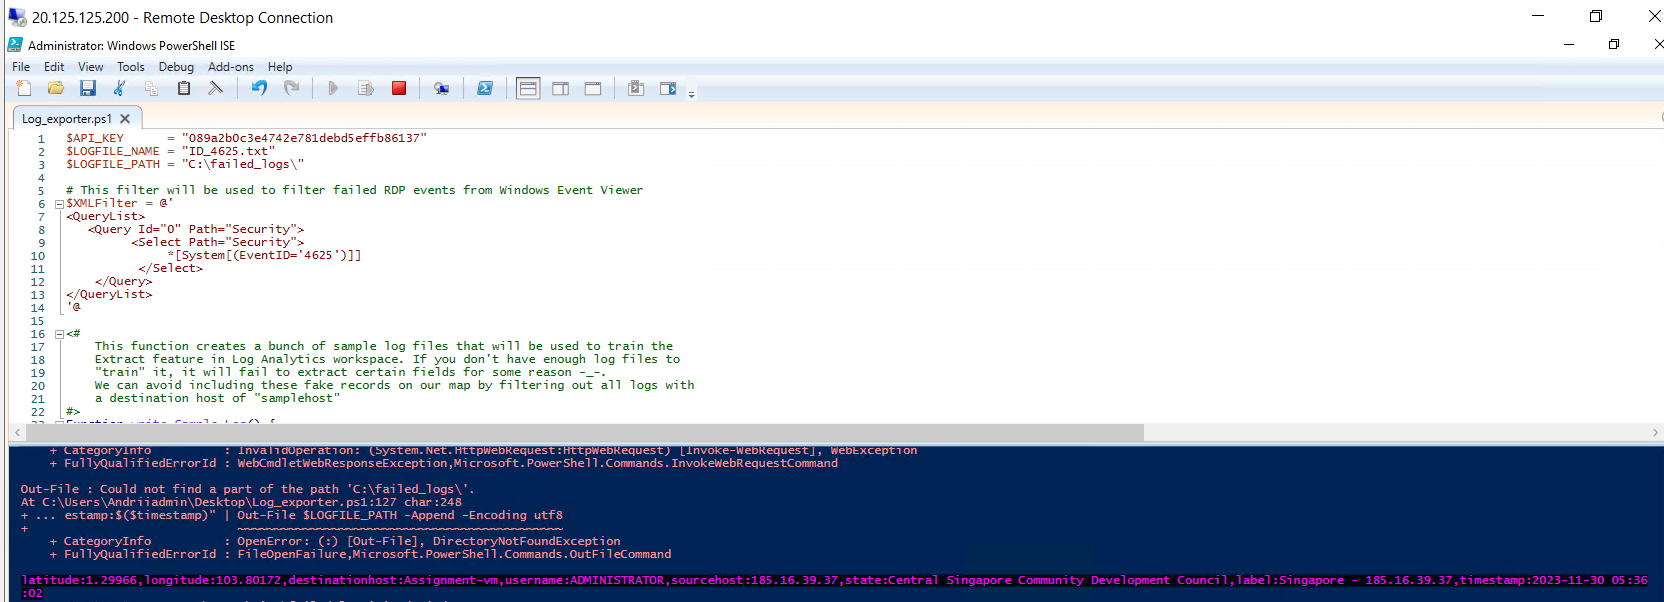 20.125.125.200 - Remote Desktop Connection
Administrator: Windows PowerShell ISE
File Edit View Tools Debug Add-ons Help
Log_exporter.ps1
1 $API_KEY      = "089a2b0c3e4742e781debd5effb86137"
2 $LOGFILE_NAME = "ID_4625.txt"
3 $LOGFILE_PATH = "C:\failed_logs\"
4
5 # This filter will be used to filter failed RDP events from Windows Event Viewer
6 $XMLFilter = @'
7 <QueryList>
8    <Query Id="0" Path="Security">
9          <Select Path="Security">
10               *[System[(EventID='4625')]]
11           </Select>
12     </Query>
13 </QueryList>
14 '@
15
16 <#
17     This function creates a bunch of sample log files that will be used to train the
18     Extract feature in Log Analytics workspace. If you don't have enough log files to
19     "train" it, it will fail to extract certain fields for some reason -_-.
20     We can avoid including these fake records on our map by filtering out all logs with
21     a destination host of "samplehost"
22 #>
23 Function write-Sample-Log() {
    + CategoryInfo          : InvalidOperation: (System.Net.HttpWebRequest:HttpWebRequest) [Invoke-WebRequest], WebException
    + FullyQualifiedErrorId : WebCmdletWebResponseException,Microsoft.PowerShell.Commands.InvokeWebRequestCommand
Out-File : Could not find a part of the path 'C:\failed_logs\'.
At C:\Users\Andriiadmin\Desktop\Log_exporter.ps1:127 char:248
+ ... estamp:$($timestamp)" | Out-File $LOGFILE_PATH -Append -Encoding utf8
+                             ~~~~~~~~~~~~~~~~~~~~~~~~~~~~~~~~~~~~~~~~~~~~~
    + CategoryInfo          : OpenError: (:) [Out-File], DirectoryNotFoundException
    + FullyQualifiedErrorId : FileOpenFailure,Microsoft.PowerShell.Commands.OutFileCommand
latitude:1.29966,longitude:103.80172,destinationhost:Assignment-vm,username:ADMINISTRATOR,sourcehost:185.16.39.37,state:Central Singapore Community Development Council,label:Singapore - 185.16.39.37,timestamp:2023-11-30 05:36
:02